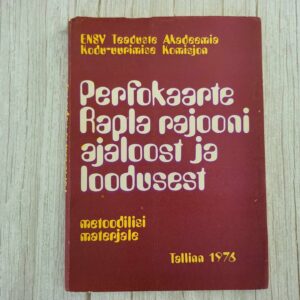 ENSV Teaduste Akadeemia
Kodu-uurimise Komisjon
Perfokaarte
Rapla rajooni
ajaloost ja
loodusest
metoodilisi
materjale
Tallinn 1976